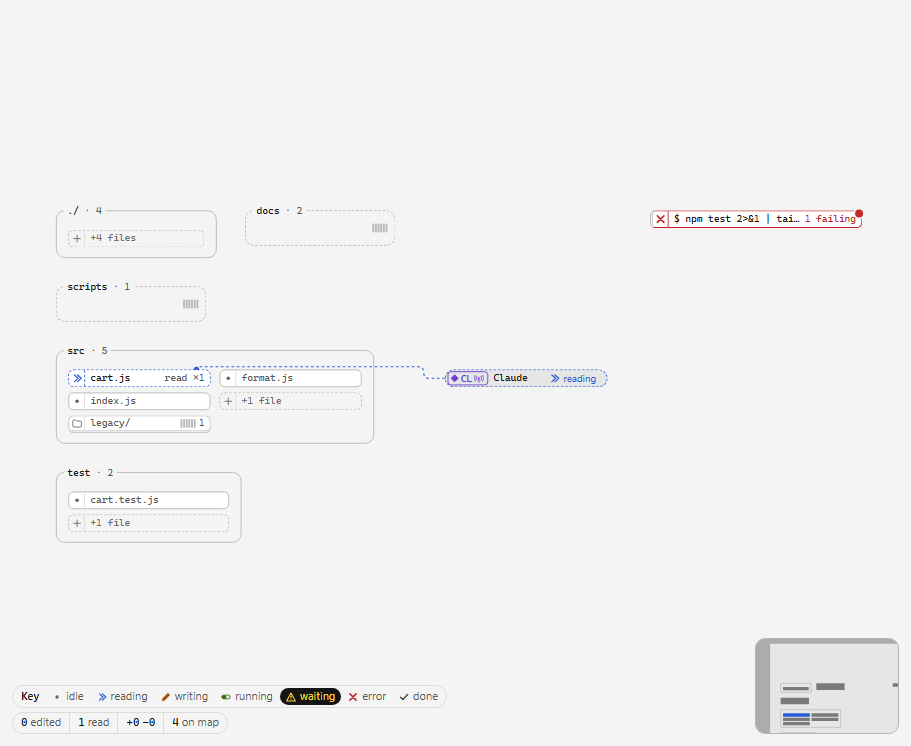 ./ · 4
+4 files
docs · 2
$ npm test 2>&1 | tai… 1 failing
scripts · 1
src · 5
cart.js read ×1
format.js
index.js
+1 file
legacy/ 1
CL Claude reading
test · 2
cart.test.js
+1 file
Key idle reading writing running waiting error done
0 edited 1 read +0 −0 4 on map